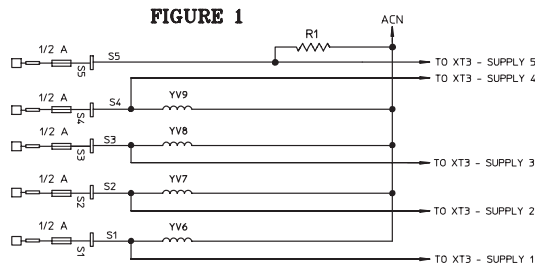 FIGURE 1
ACN
R1
1/2 A
S5
S5
TO XT3 - SUPPLY 5
TO XT3 - SUPPLY 4
1/2 A
S4
S4
YV9
1/2 A
S3
S3
YV8
TO XT3 - SUPPLY 3
1/2 A
S2
S2
YV7
TO XT3 - SUPPLY 2
1/2 A
S1
S1
YV6
TO XT3 - SUPPLY 1